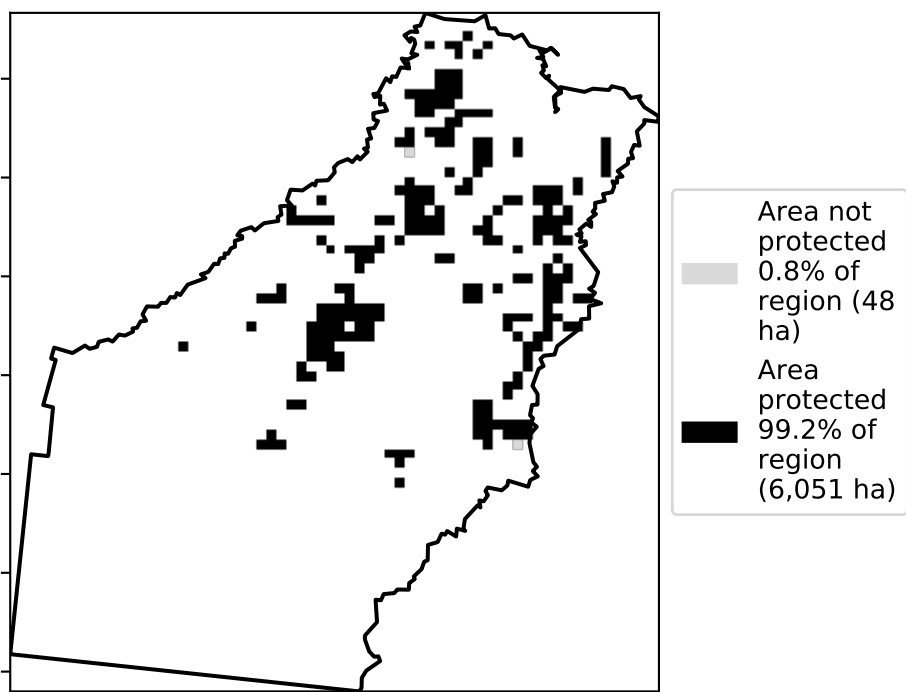 Area not
protected
0.8% of
region (48
ha)
Area
protected
99.2% of
region
(6,051 ha)